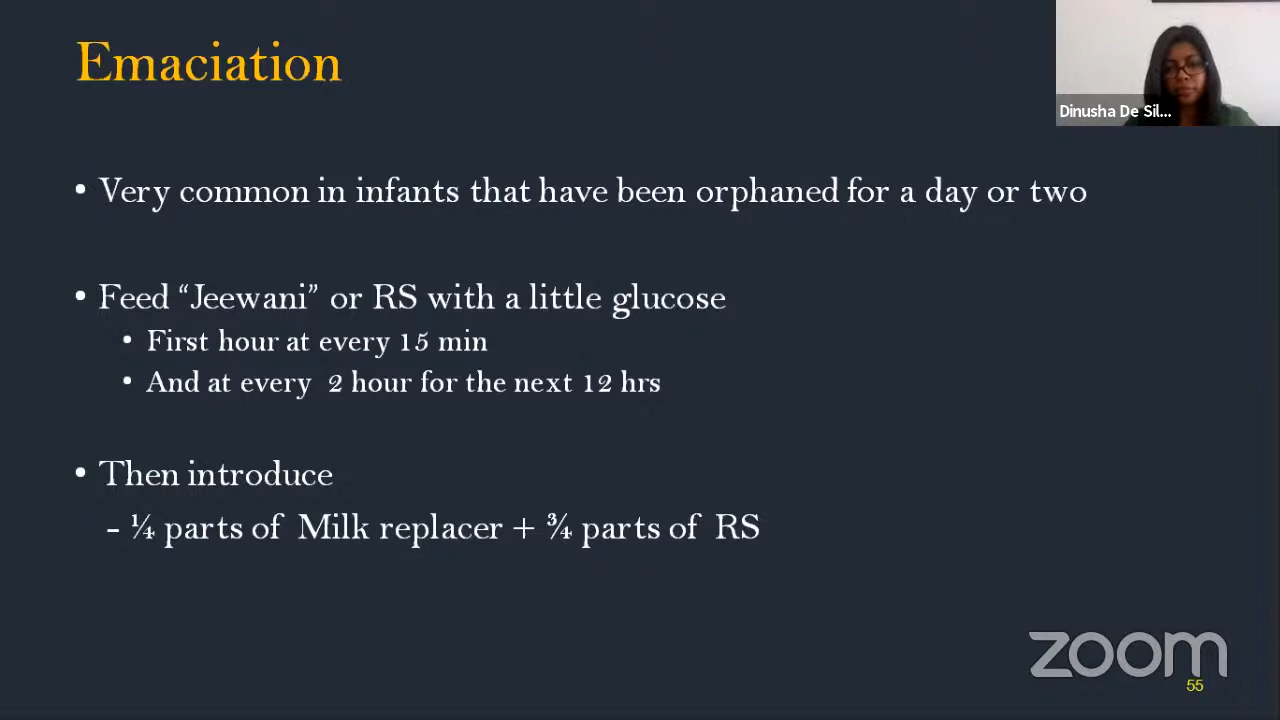 Emaciation
Dinusha De Sil...
• Very common in infants that have been orphaned for a day or two
• Feed “Jeewani” or RS with a little glucose
• First hour at every 15 min
• And at every 2 hour for the next 12 hrs
• Then introduce
- ¼ parts of Milk replacer + ¾ parts of RS
zoom
55